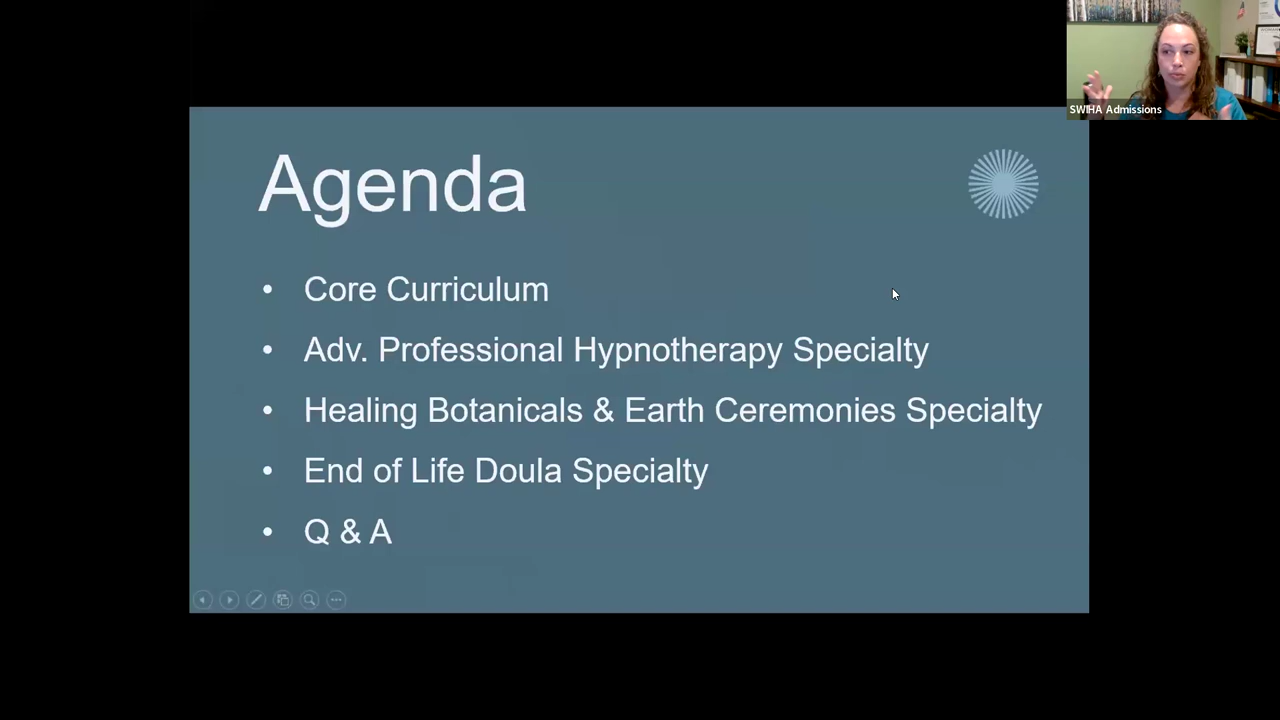 Agenda
• Core Curriculum
• Adv. Professional Hypnotherapy Specialty
• Healing Botanicals & Earth Ceremonies Specialty
• End of Life Doula Specialty
• Q & A
SWIHA Admissions